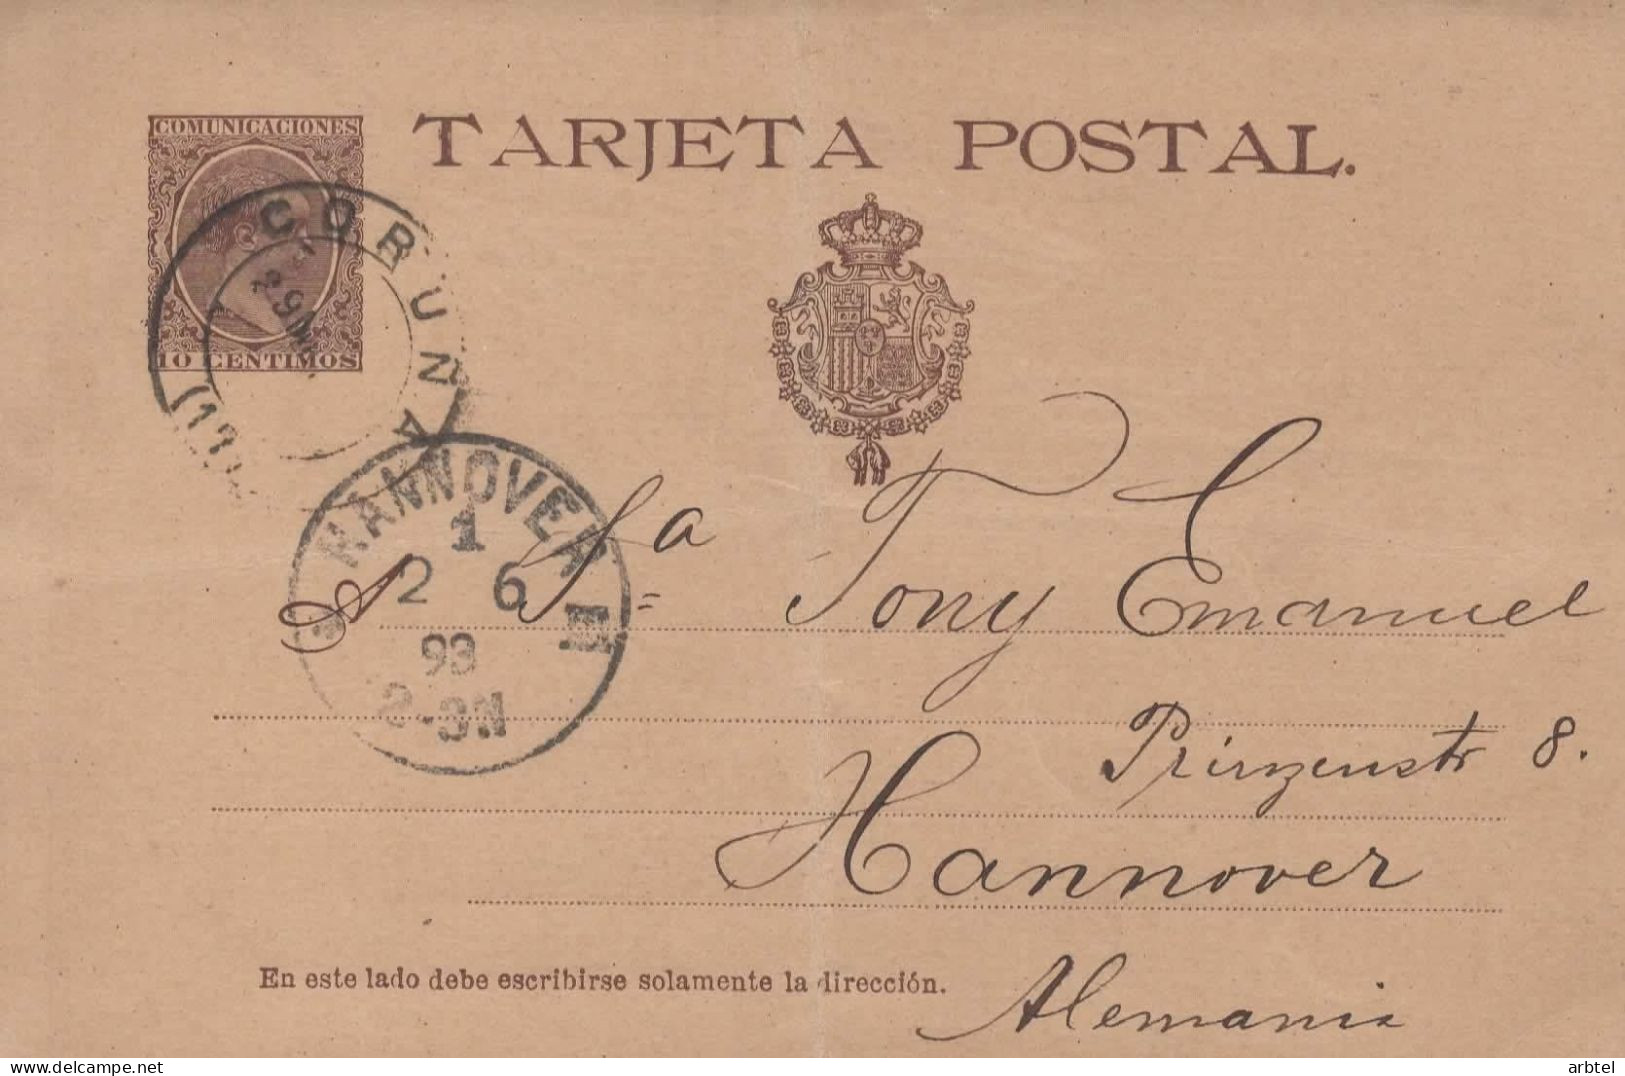 COMUNICACIONES
TARJETA POSTAL.
10 CENTIMOS
CORUÑA
HANNOVER
1
2 6
93
2-3N
Sª Tony Emanuel
Prinzenstr 8.
Hannover
En este lado debe escribirse solamente la dirección.
Alemania
arbtel